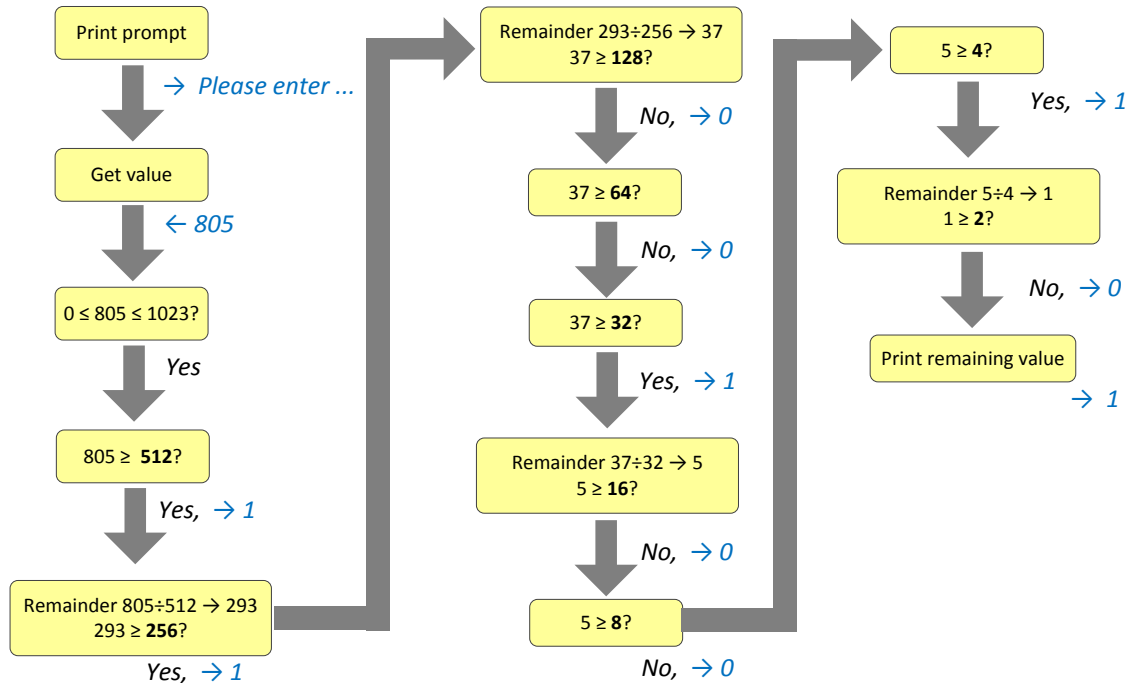 Print prompt
→ Please enter ...
Get value
← 805
0 ≤ 805 ≤ 1023?
Yes
805 ≥ 512?
Yes, → 1
Remainder 805÷512 → 293
293 ≥ 256?
Yes, → 1
Remainder 293÷256 → 37
37 ≥ 128?
No, → 0
37 ≥ 64?
No, → 0
37 ≥ 32?
Yes, → 1
Remainder 37÷32 → 5
5 ≥ 16?
No, → 0
5 ≥ 8?
No, → 0
5 ≥ 4?
Yes, → 1
Remainder 5÷4 → 1
1 ≥ 2?
No, → 0
Print remaining value
→ 1